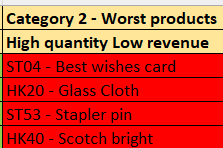 Category 2 - Worst products
High quantity Low revenue
ST04 - Best wishes card
HK20 - Glass Cloth
ST53 - Stapler pin
HK40 - Scotch bright